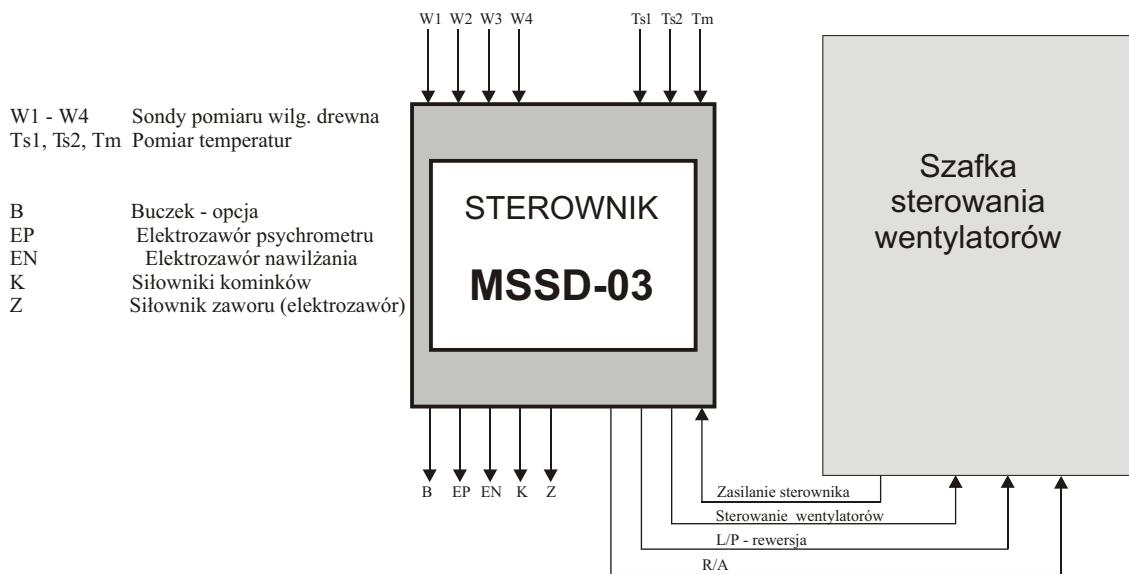 W1 W2 W3 W4 Ts1 Ts2 Tm
W1 - W4 Sondy pomiaru wilg. drewna
Ts1, Ts2, Tm Pomiar temperatur
B Buczek - opcja
EP Elektrozawór psychrometru
EN Elektrozawór nawilżania
K Siłowniki kominków
Z Siłownik zaworu (elektrozawór)
STEROWNIK
MSSD-03
Szafka
sterowania
wentylatorów
B EP EN K Z
Zasilanie sterownika
Sterowanie wentylatorów
L/P - rewersja
R/A